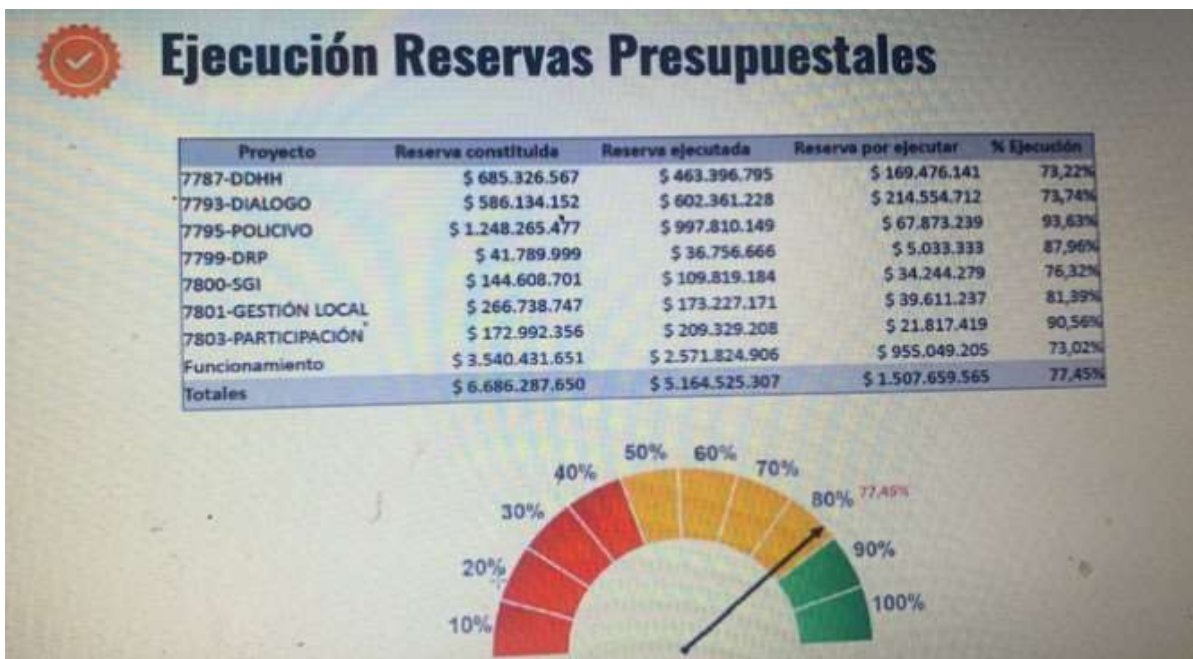 Ejecución Reservas Presupuestales
Proyecto Reserva constituida Reserva ejecutada Reserva por ejecutar % Ejecución
7787-DDHH $ 685.326.567 $ 463.396.795 $ 169.476.141 73,22%
7793-DIALOGO $ 586.134.152 $ 602.361.228 $ 214.554.712 73,74%
7795-POLICIVO $ 1.248.265.477 $ 997.810.149 $ 67.873.239 93,63%
7799-DRP $ 41.789.999 $ 36.756.666 $ 5.033.333 87,96%
7800-SGI $ 144.608.701 $ 109.819.184 $ 34.244.279 76,32%
7801-GESTIÓN LOCAL $ 266.738.747 $ 173.227.171 $ 39.611.237 81,39%
7803-PARTICIPACIÓN $ 172.992.356 $ 209.329.208 $ 21.817.419 90,56%
Funcionamiento $ 3.540.431.651 $ 2.571.824.906 $ 955.049.205 73,02%
Totales $ 6.686.287.650 $ 5.164.525.307 $ 1.507.659.565 77,45%
10%
20%
30%
40%
50%
60%
70%
80% 77,45%
90%
100%